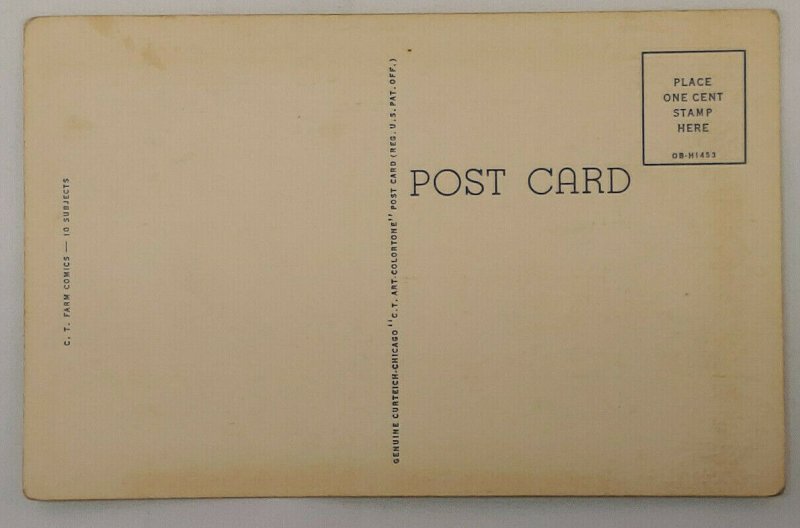 C. T. FARM COMICS — 10 SUBJECTS
GENUINE CURTEICH-CHICAGO "C.T. ART-COLORTONE" POST CARD (REG. U.S. PAT. OFF.)
POST CARD
PLACE
ONE CENT
STAMP
HERE
OB-H1453